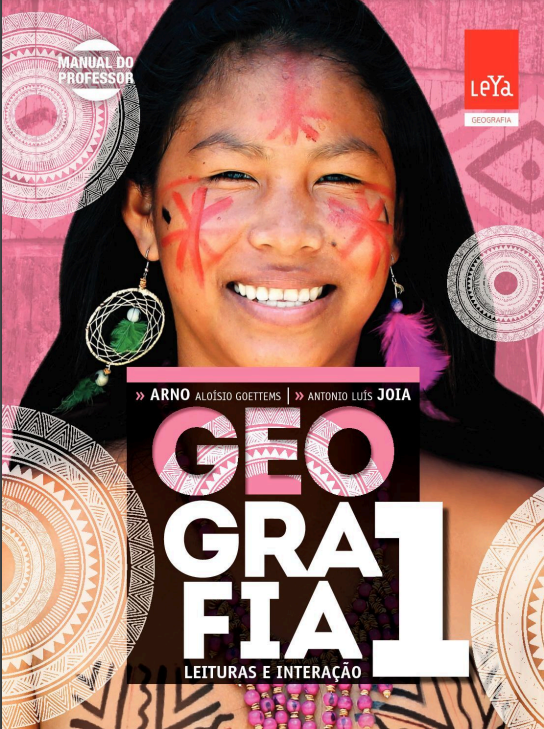 MANUAL DO
PROFESSOR
LeYa
GEOGRAFIA
» ARNO ALOÍSIO GOETTEMS | » ANTONIO LUÍS JOIA
GEO
GRA
FIA 1
LEITURAS E INTERAÇÃO